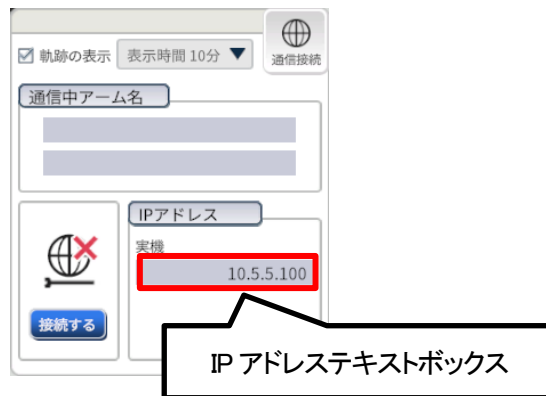 軌跡の表示 表示時間 10分 ▼
通信接続
通信中アーム名
IPアドレス
実機
10.5.5.100
接続する
IP アドレステキストボックス